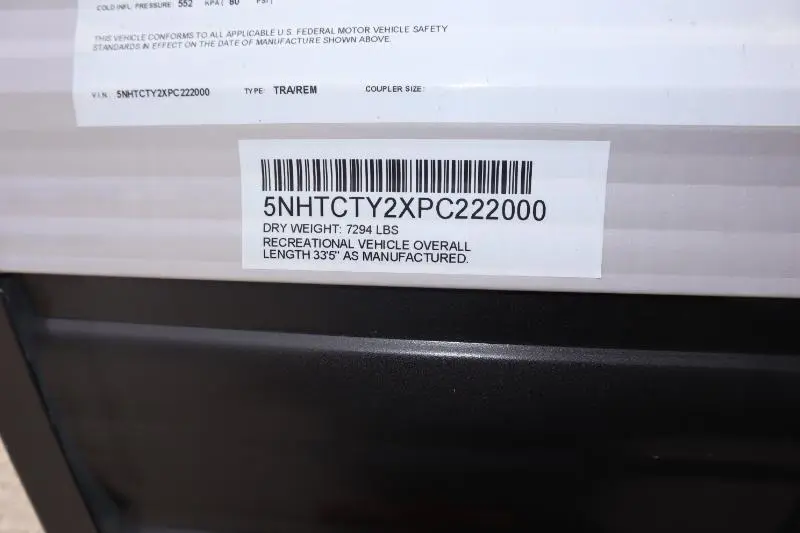 COLD INFL. PRESSURE 552 KPA ( 80 PSI)
THIS VEHICLE CONFORMS TO ALL APPLICABLE U.S. FEDERAL MOTOR VEHICLE SAFETY
STANDARDS IN EFFECT ON THE DATE OF MANUFACTURE SHOWN ABOVE.
V.I.N. 5NHTCTY2XPC222000 TYPE: TRA/REM COUPLER SIZE:
5NHTCTY2XPC222000
DRY WEIGHT: 7294 LBS
RECREATIONAL VEHICLE OVERALL
LENGTH 33'5" AS MANUFACTURED.